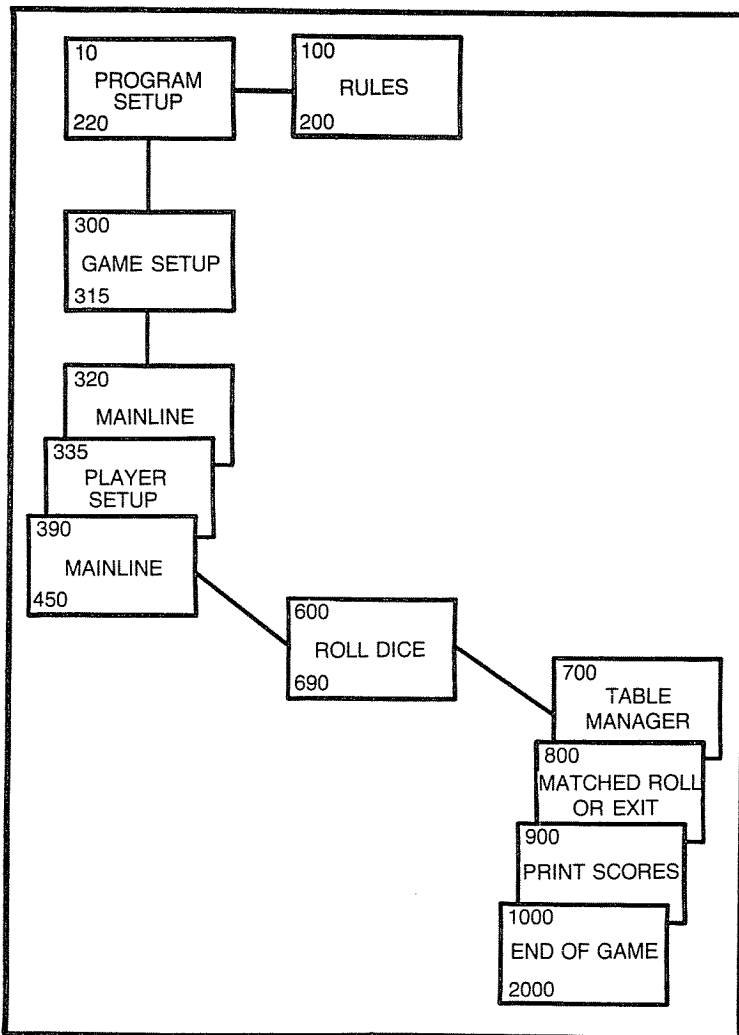 10
PROGRAM
SETUP
220
100
RULES
200
300
GAME SETUP
315
320
MAINLINE
335
PLAYER
SETUP
390
MAINLINE
450
600
ROLL DICE
690
700
TABLE
MANAGER
800
MATCHED ROLL
OR EXIT
900
PRINT SCORES
1000
END OF GAME
2000